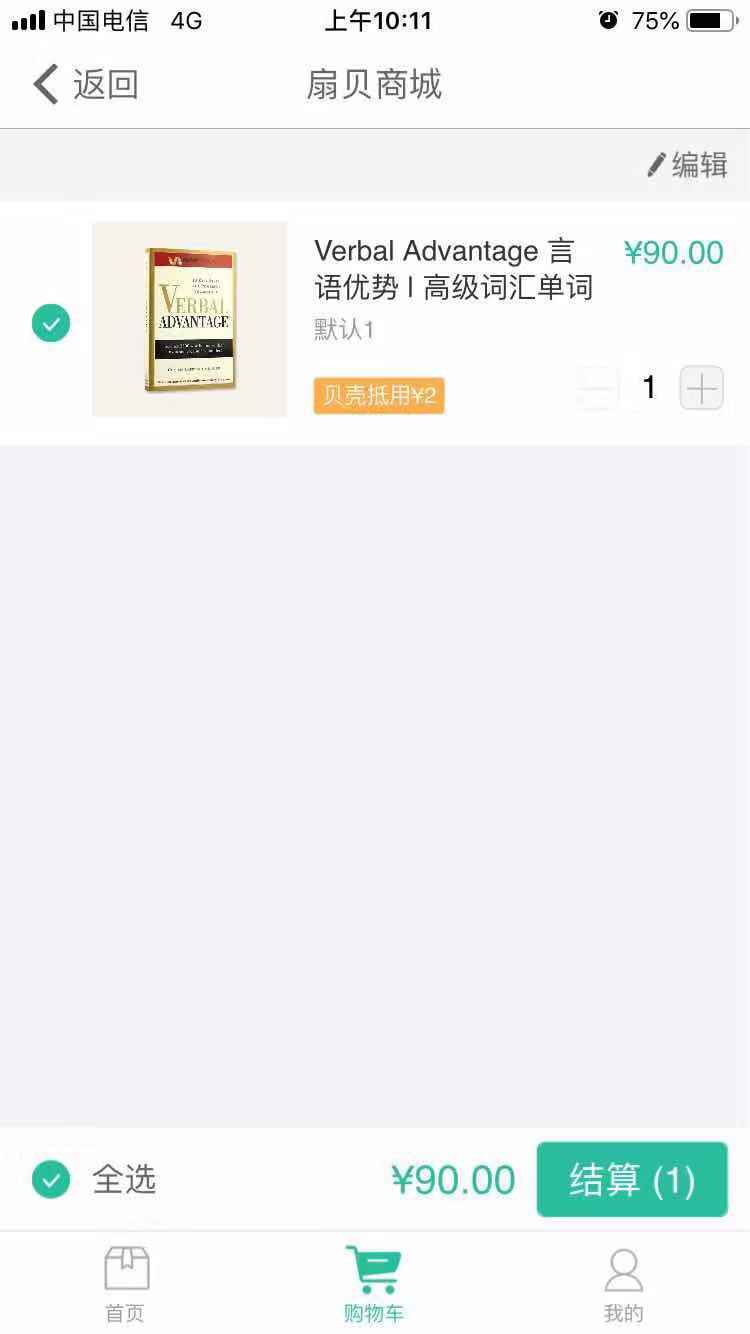 中国电信 4G 上午10:11 75%
返回 扇贝商城
编辑
Verbal Advantage 言 ¥90.00
语优势 I 高级词汇单词
默认1
贝壳抵用¥2 1
VERBAL
ADVANTAGE
全选 ¥90.00 结算 (1)
首页 购物车 我的